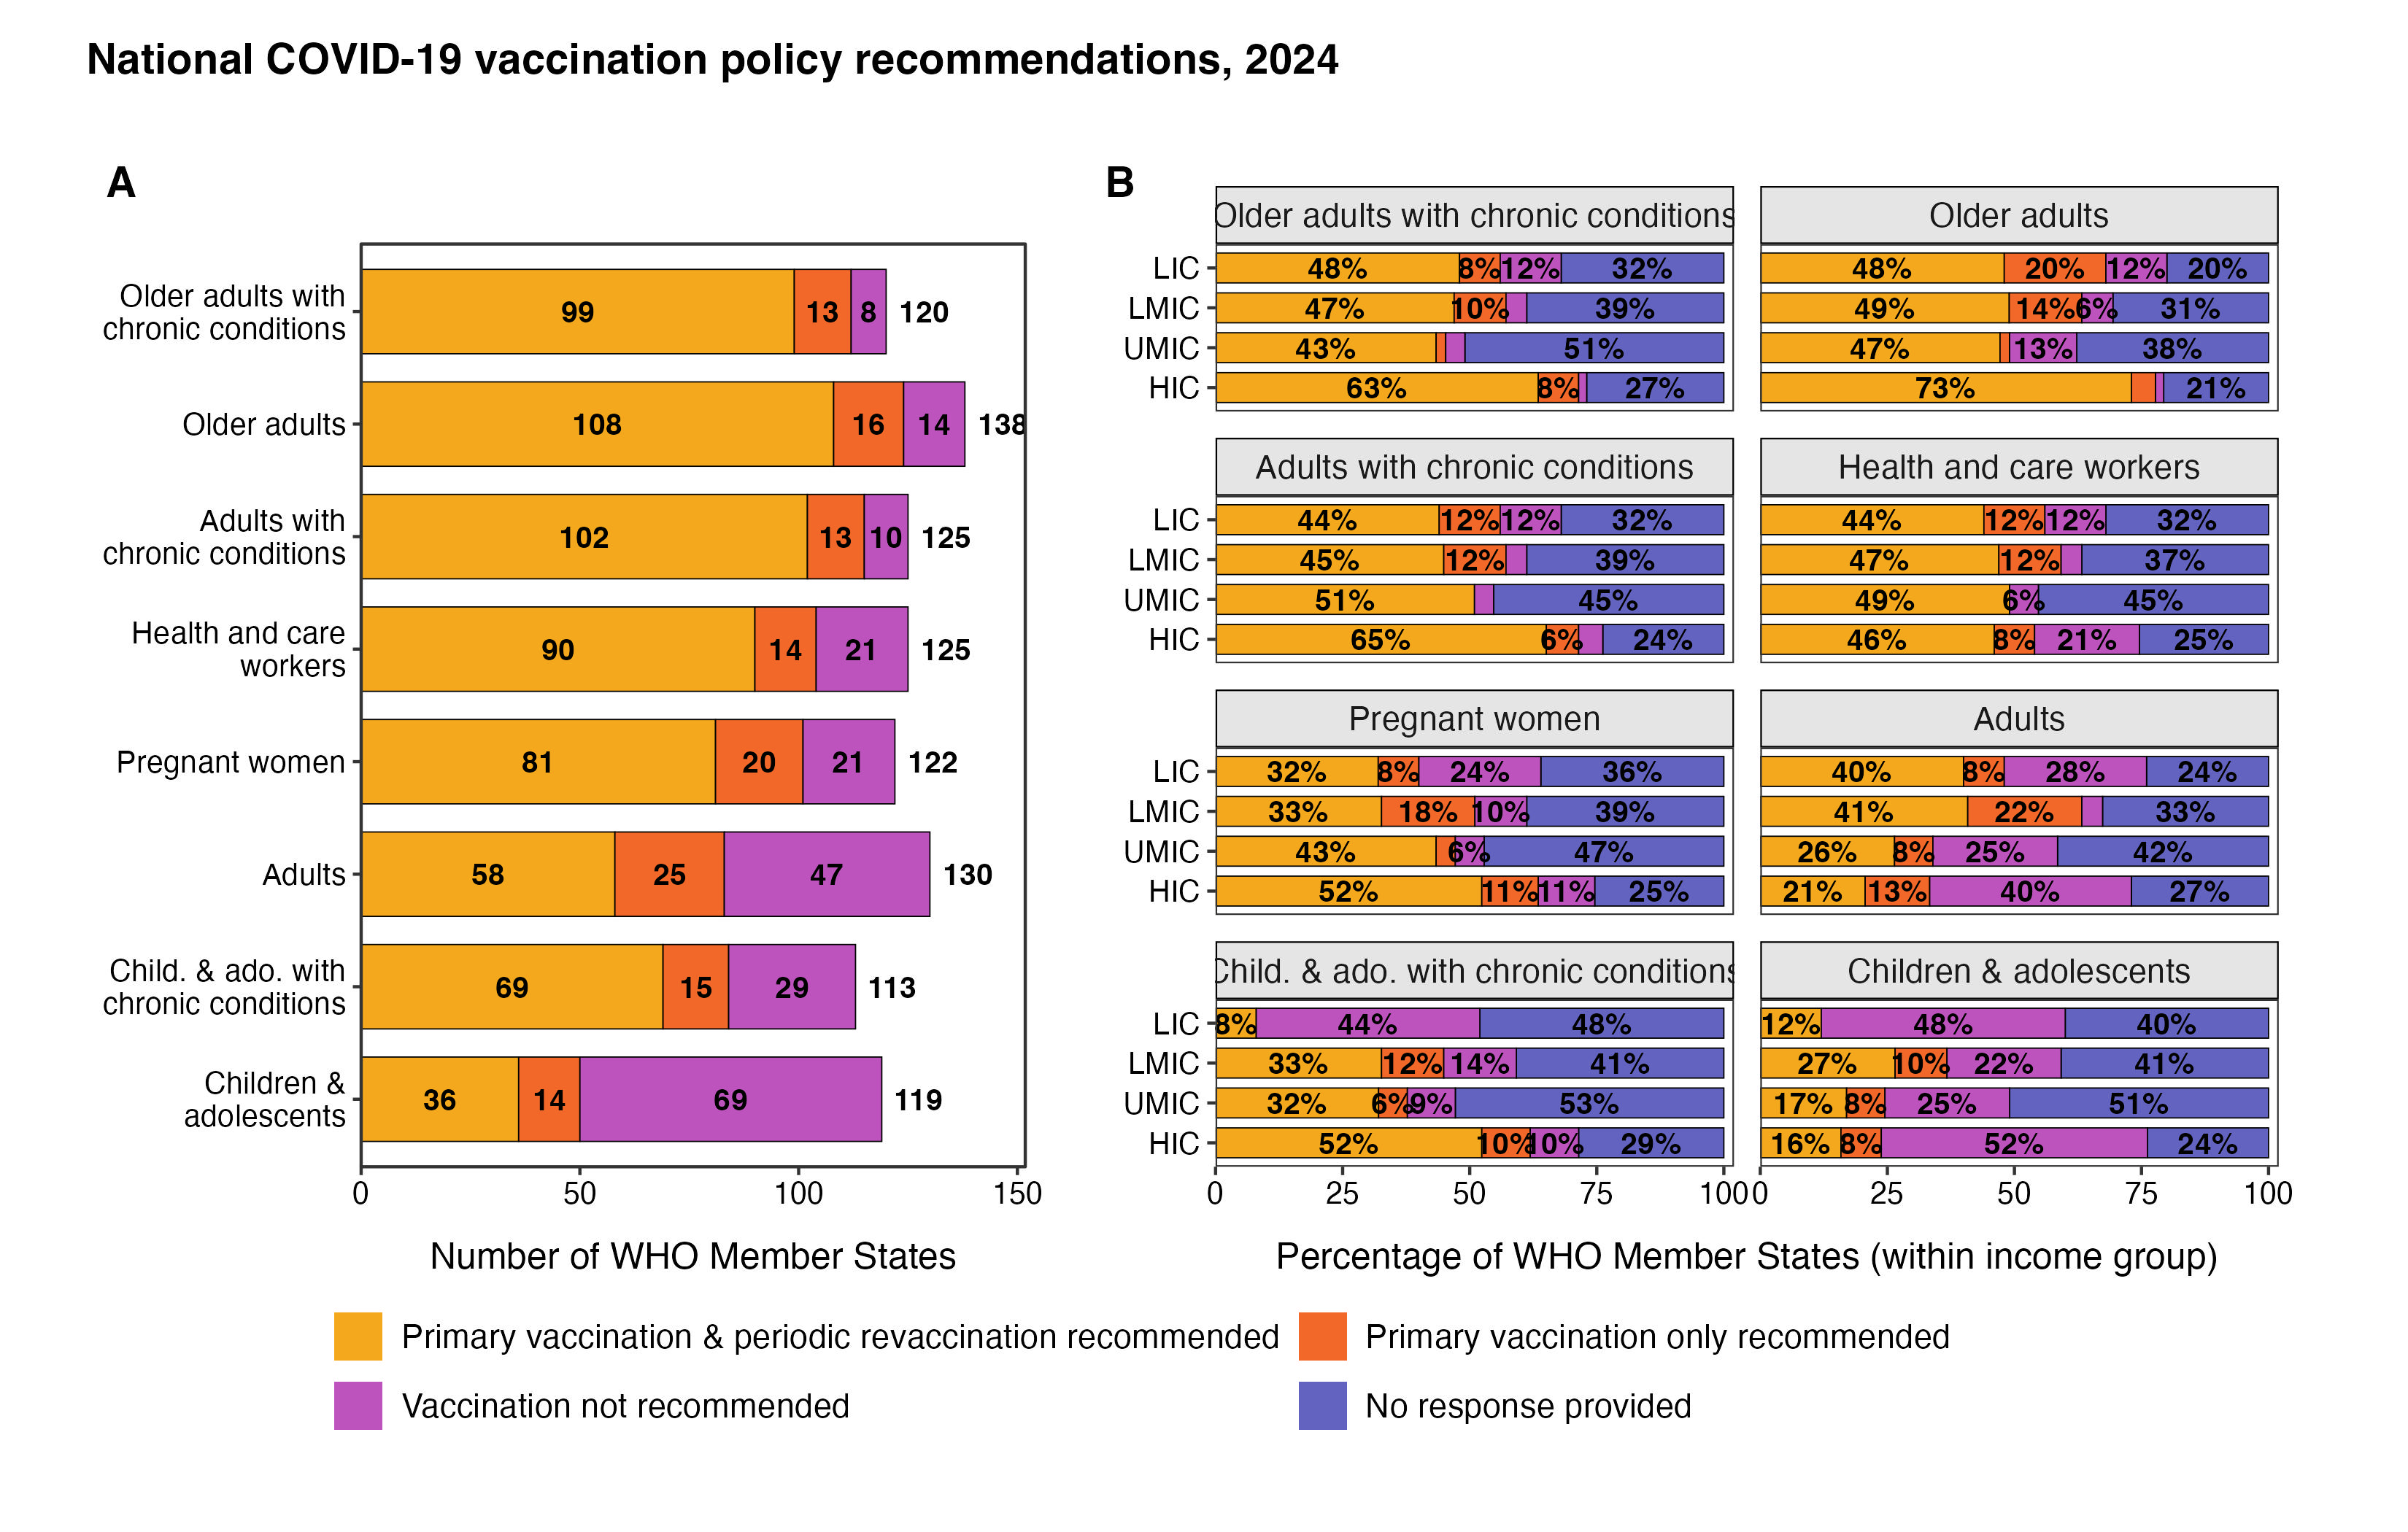 National COVID-19 vaccination policy recommendations, 2024
A
Older adults with
chronic conditions
99 13 8 120
Older adults
108 16 14 138
Adults with
chronic conditions
102 13 10 125
Health and care
workers
90 14 21 125
Pregnant women
81 20 21 122
Adults
58 25 47 130
Child. & ado. with
chronic conditions
69 15 29 113
Children &
adolescents
36 14 69 119
0 50 100 150
Number of WHO Member States
B
Older adults with chronic conditions
LIC 48% 8% 12% 32%
LMIC 47% 10% 39%
UMIC 43% 51%
HIC 63% 8% 27%
Older adults
48% 20% 12% 20%
49% 14% 6% 31%
47% 13% 38%
73% 21%
Adults with chronic conditions
LIC 44% 12% 12% 32%
LMIC 45% 12% 39%
UMIC 51% 45%
HIC 65% 6% 24%
Health and care workers
44% 12% 12% 32%
47% 12% 37%
49% 6% 45%
46% 8% 21% 25%
Pregnant women
LIC 32% 8% 24% 36%
LMIC 33% 18% 10% 39%
UMIC 43% 6% 47%
HIC 52% 11% 11% 25%
Adults
40% 8% 28% 24%
41% 22% 33%
26% 8% 25% 42%
21% 13% 40% 27%
Child. & ado. with chronic conditions
LIC 8% 44% 48%
LMIC 33% 12% 14% 41%
UMIC 32% 6% 9% 53%
HIC 52% 10% 10% 29%
Children & adolescents
12% 48% 40%
27% 10% 22% 41%
17% 8% 25% 51%
16% 8% 52% 24%
0 25 50 75 100
0 25 50 75 100
Percentage of WHO Member States (within income group)
Primary vaccination & periodic revaccination recommended
Primary vaccination only recommended
Vaccination not recommended
No response provided